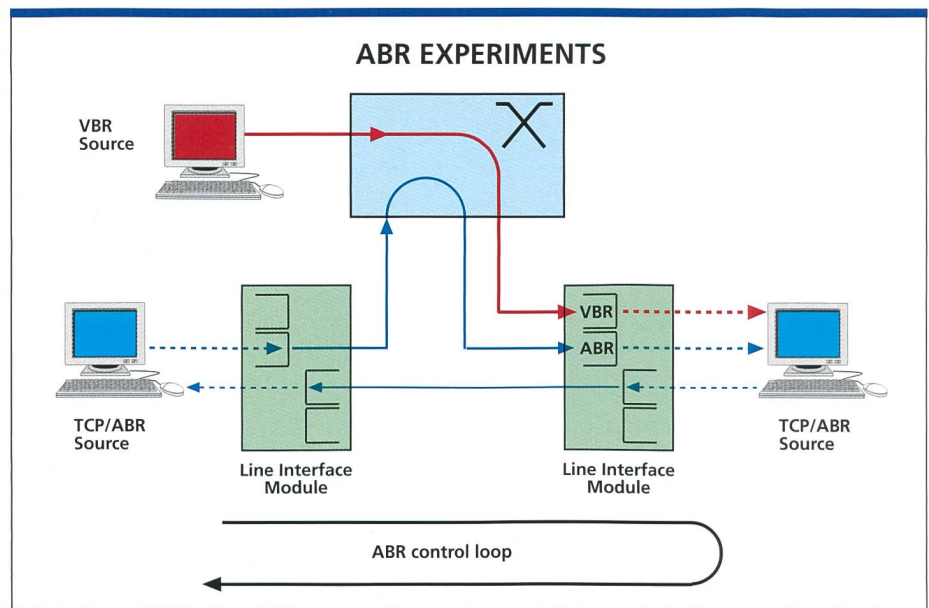 ABR EXPERIMENTS
VBR
Source
VBR
ABR
TCP/ABR
Source
Line Interface
Module
Line Interface
Module
TCP/ABR
Source
ABR control loop